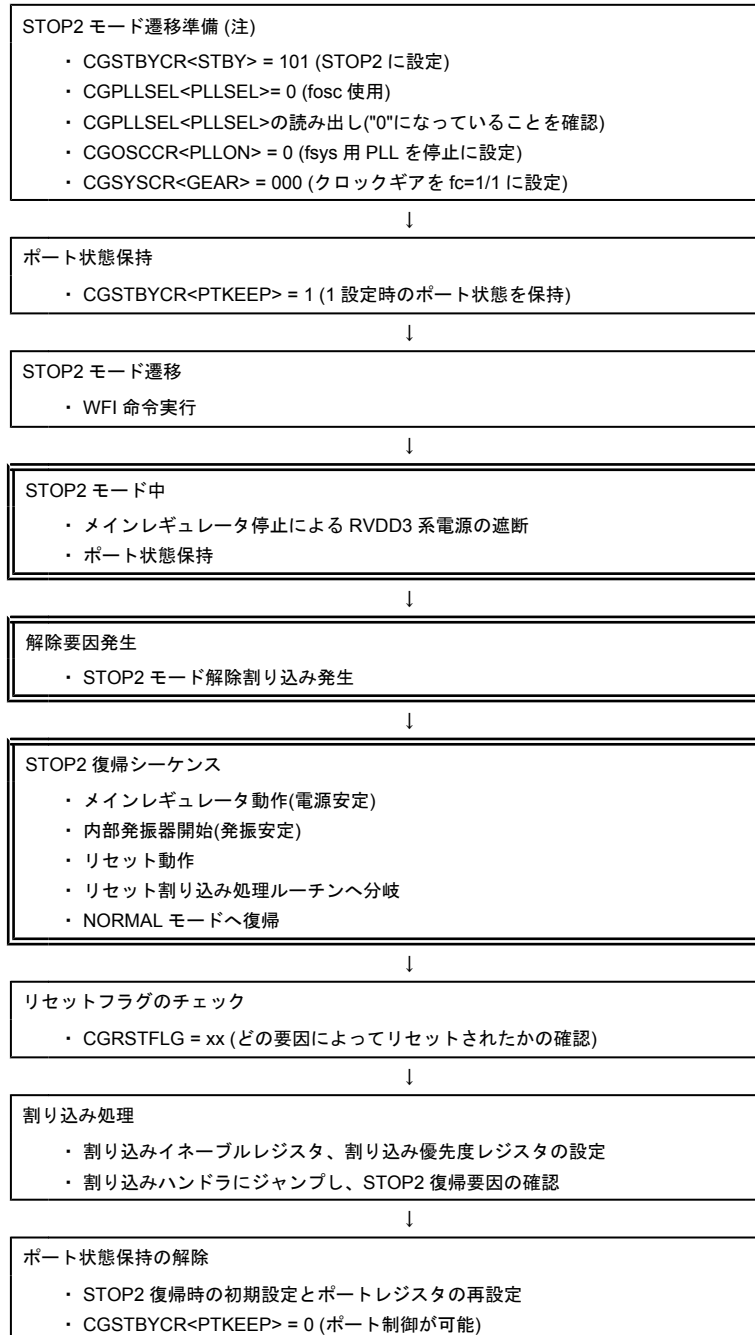 STOP2 モード遷移準備 (注)
・ CGSTBYCR<STBY> = 101 (STOP2 に設定)
・ CGPLLSEL<PLLSEL>= 0 (fosc 使用)
・ CGPLLSEL<PLLSEL>の読み出し("0"になっていることを確認)
・ CGOSCCR<PLLON> = 0 (fsys 用 PLL を停止に設定)
・ CGSYSCR<GEAR> = 000 (クロックギアを fc=1/1 に設定)
↓
ポート状態保持
・ CGSTBYCR<PTKEEP> = 1 (1 設定時のポート状態を保持)
↓
STOP2 モード遷移
・ WFI 命令実行
↓
STOP2 モード中
・ メインレギュレータ停止による RVDD3 系電源の遮断
・ ポート状態保持
↓
解除要因発生
・ STOP2 モード解除割り込み発生
↓
STOP2 復帰シーケンス
・ メインレギュレータ動作(電源安定)
・ 内部発振器開始(発振安定)
・ リセット動作
・ リセット割り込み処理ルーチンへ分岐
・ NORMAL モードへ復帰
↓
リセットフラグのチェック
・ CGRSTFLG = xx (どの要因によってリセットされたかの確認)
↓
割り込み処理
・ 割り込みイネーブルレジスタ、割り込み優先度レジスタの設定
・ 割り込みハンドラにジャンプし、STOP2 復帰要因の確認
↓
ポート状態保持の解除
・ STOP2 復帰時の初期設定とポートレジスタの再設定
・ CGSTBYCR<PTKEEP> = 0 (ポート制御が可能)